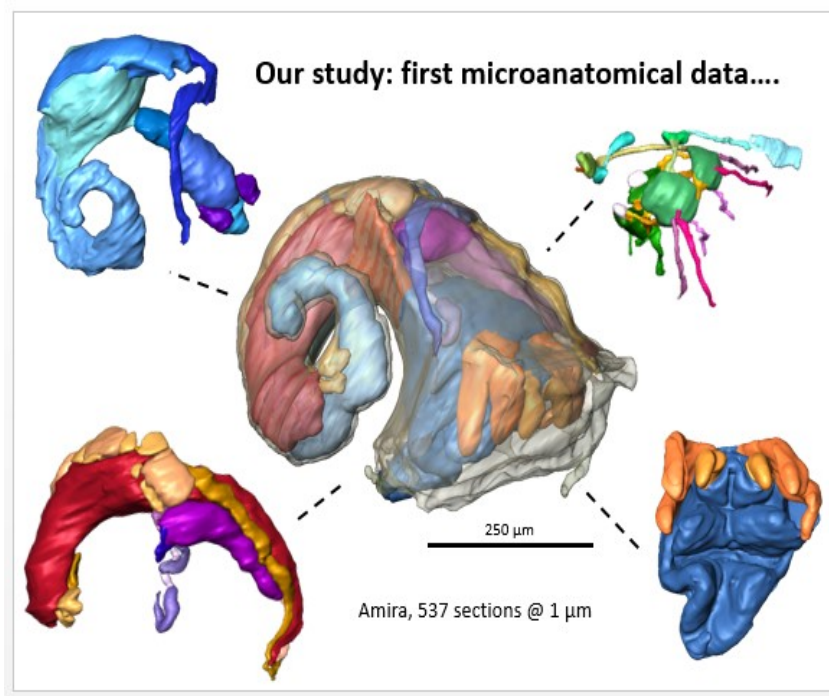 Our study: first microanatomical data....
250 µm
Amira, 537 sections @ 1 µm